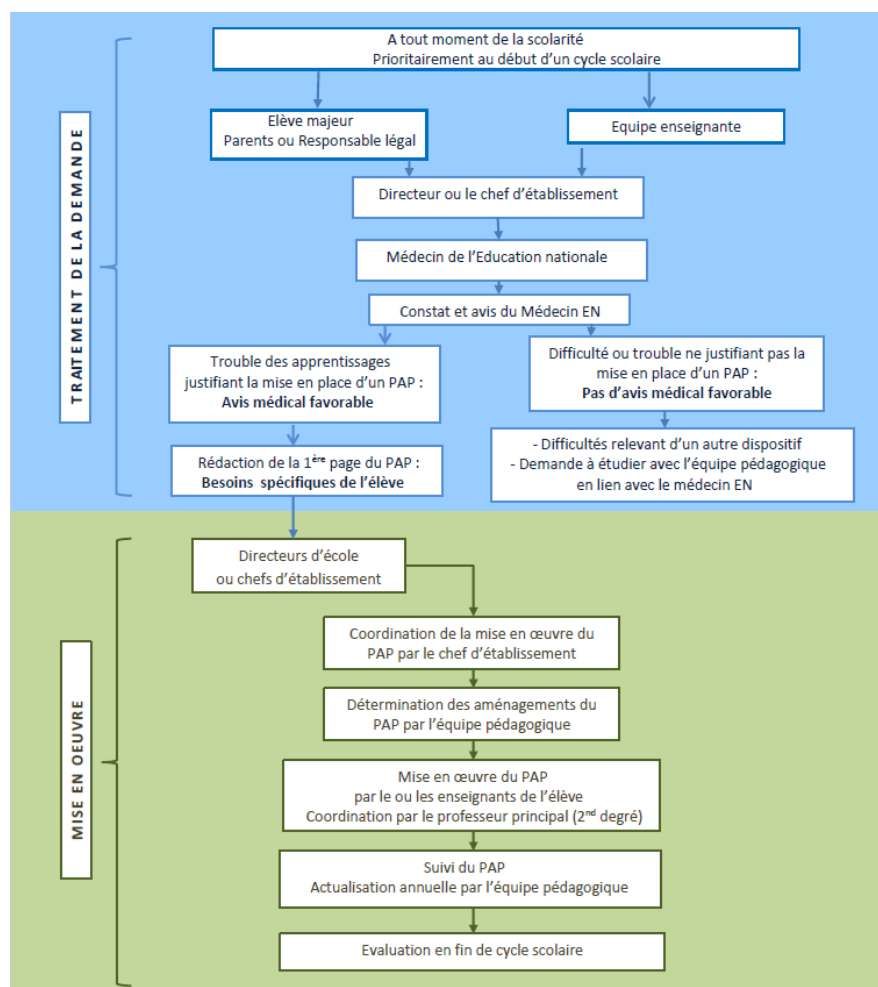 A tout moment de la scolarité
Prioritairement au début d'un cycle scolaire
Elève majeur
Parents ou Responsable légal
Equipe enseignante
Directeur ou le chef d'établissement
TRAITEMENT DE LA DEMANDE
Médecin de l'Education nationale
Constat et avis du Médecin EN
Trouble des apprentissages
justifiant la mise en place d'un PAP :
Avis médical favorable
Difficulté ou trouble ne justifiant pas la
mise en place d'un PAP :
Pas d'avis médical favorable
Rédaction de la 1ère page du PAP :
Besoins spécifiques de l'élève
- Difficultés relevant d'un autre dispositif
- Demande à étudier avec l'équipe pédagogique
en lien avec le médecin EN
Directeurs d'école
ou chefs d'établissement
MISE EN OEUVRE
Coordination de la mise en œuvre du
PAP par le chef d'établissement
Détermination des aménagements du
PAP par l'équipe pédagogique
Mise en œuvre du PAP
par le ou les enseignants de l'élève
Coordination par le professeur principal (2nd degré)
Suivi du PAP
Actualisation annuelle par l'équipe pédagogique
Evaluation en fin de cycle scolaire